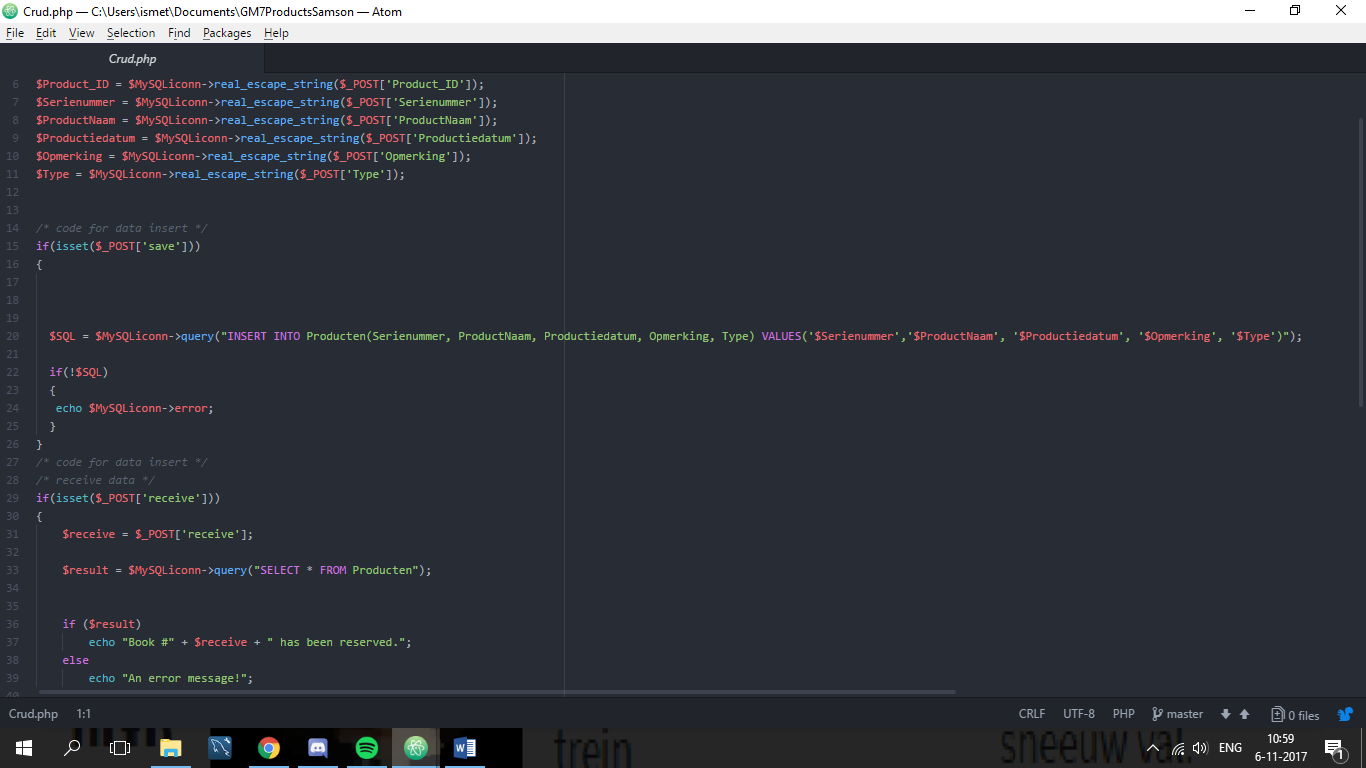 Crud.php — C:\Users\ismet\Documents\GM7ProductsSamson — Atom
File Edit View Selection Find Packages Help
Crud.php
6 $Product_ID = $MySQLiconn->real_escape_string($_POST['Product_ID']);
7 $Serienummer = $MySQLiconn->real_escape_string($_POST['Serienummer']);
8 $ProductNaam = $MySQLiconn->real_escape_string($_POST['ProductNaam']);
9 $Productiedatum = $MySQLiconn->real_escape_string($_POST['Productiedatum']);
10 $Opmerking = $MySQLiconn->real_escape_string($_POST['Opmerking']);
11 $Type = $MySQLiconn->real_escape_string($_POST['Type']);
12
13
14 /* code for data insert */
15 if(isset($_POST['save']))
16 {
17
18
19
20 $SQL = $MySQLiconn->query("INSERT INTO Producten(Serienummer, ProductNaam, Productiedatum, Opmerking, Type) VALUES('$Serienummer','$ProductNaam', '$Productiedatum', '$Opmerking', '$Type')");
21
22 if(!$SQL)
23 {
24 echo $MySQLiconn->error;
25 }
26 }
27 /* code for data insert */
28 /* receive data */
29 if(isset($_POST['receive']))
30 {
31 $receive = $_POST['receive'];
32
33 $result = $MySQLiconn->query("SELECT * FROM Producten");
34
35
36 if ($result)
37 echo "Book #" + $receive + " has been reserved.";
38 else
39 echo "An error message!";
40
Crud.php 1:1 CRLF UTF-8 PHP master 0 files
trein
sneeuw val
ENG
10:59
6-11-2017
1